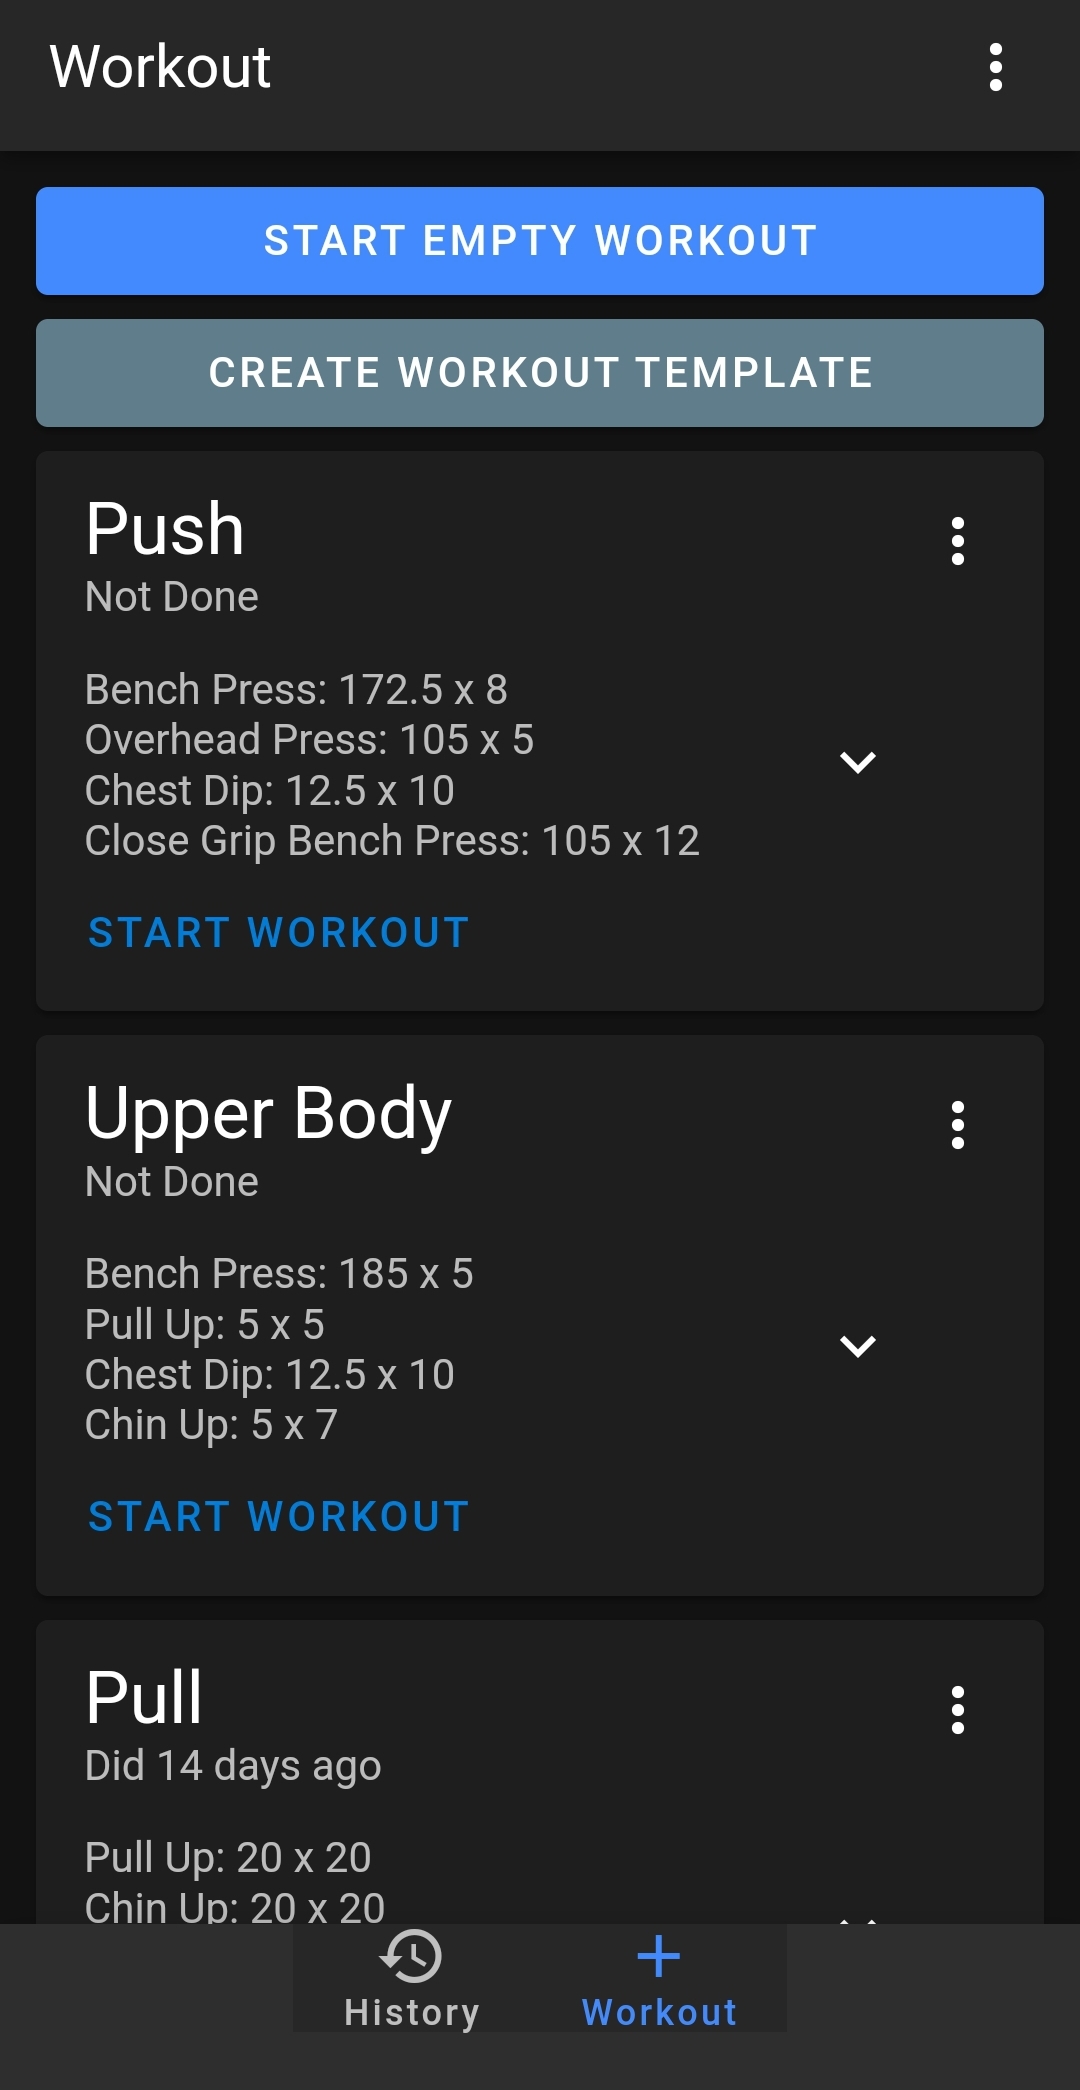 Workout
START EMPTY WORKOUT
CREATE WORKOUT TEMPLATE
Push
Not Done
Bench Press: 172.5 x 8
Overhead Press: 105 x 5
Chest Dip: 12.5 x 10
Close Grip Bench Press: 105 x 12
START WORKOUT
Upper Body
Not Done
Bench Press: 185 x 5
Pull Up: 5 x 5
Chest Dip: 12.5 x 10
Chin Up: 5 x 7
START WORKOUT
Pull
Did 14 days ago
Pull Up: 20 x 20
Chin Up: 20 x 20
History
Workout